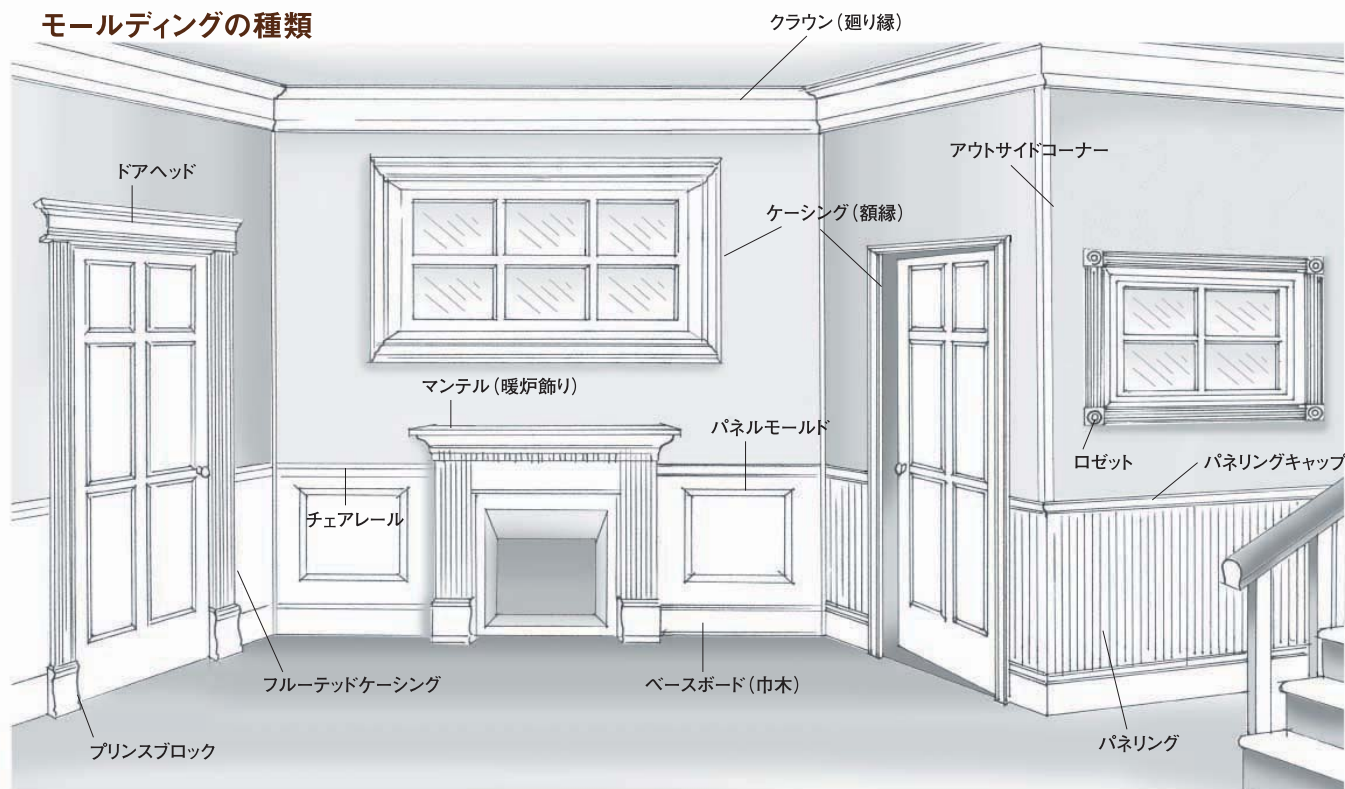 モールディングの種類
クラウン（廻り縁）
ドアヘッド
アウトサイドコーナー
ケーシング（額縁）
マンテル（暖炉飾り）
パネルモールド
ロゼット
パネリングキャップ
チェアレール
フルーテッドケーシング
ベースボード（巾木）
プリンスブロック
パネリング